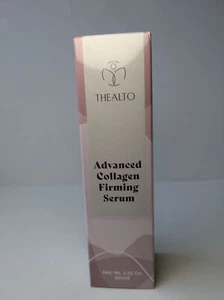 THEALTO
Advanced
Collagen
Firming
Serum